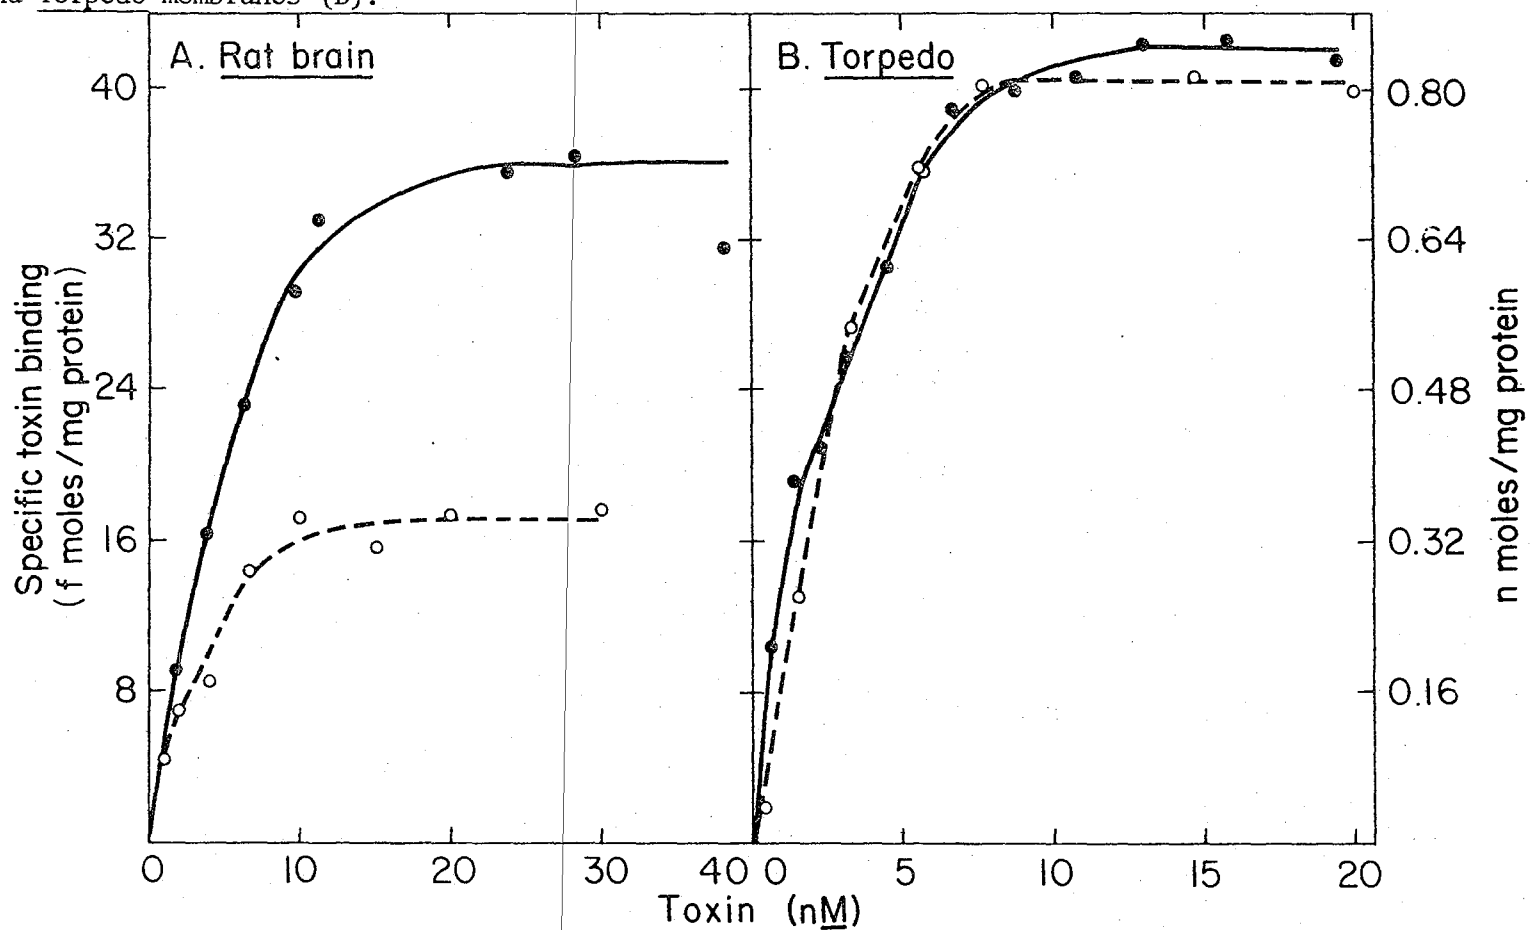 Torpedo membranes (B).
A. Rat brain
B. Torpedo
40
32
24
16
8
Specific toxin binding
(f moles/mg protein)
0.80
0.64
0.48
0.32
0.16
n moles/mg protein
0 10 20 30 40 0 5 10 15 20
Toxin (nM)